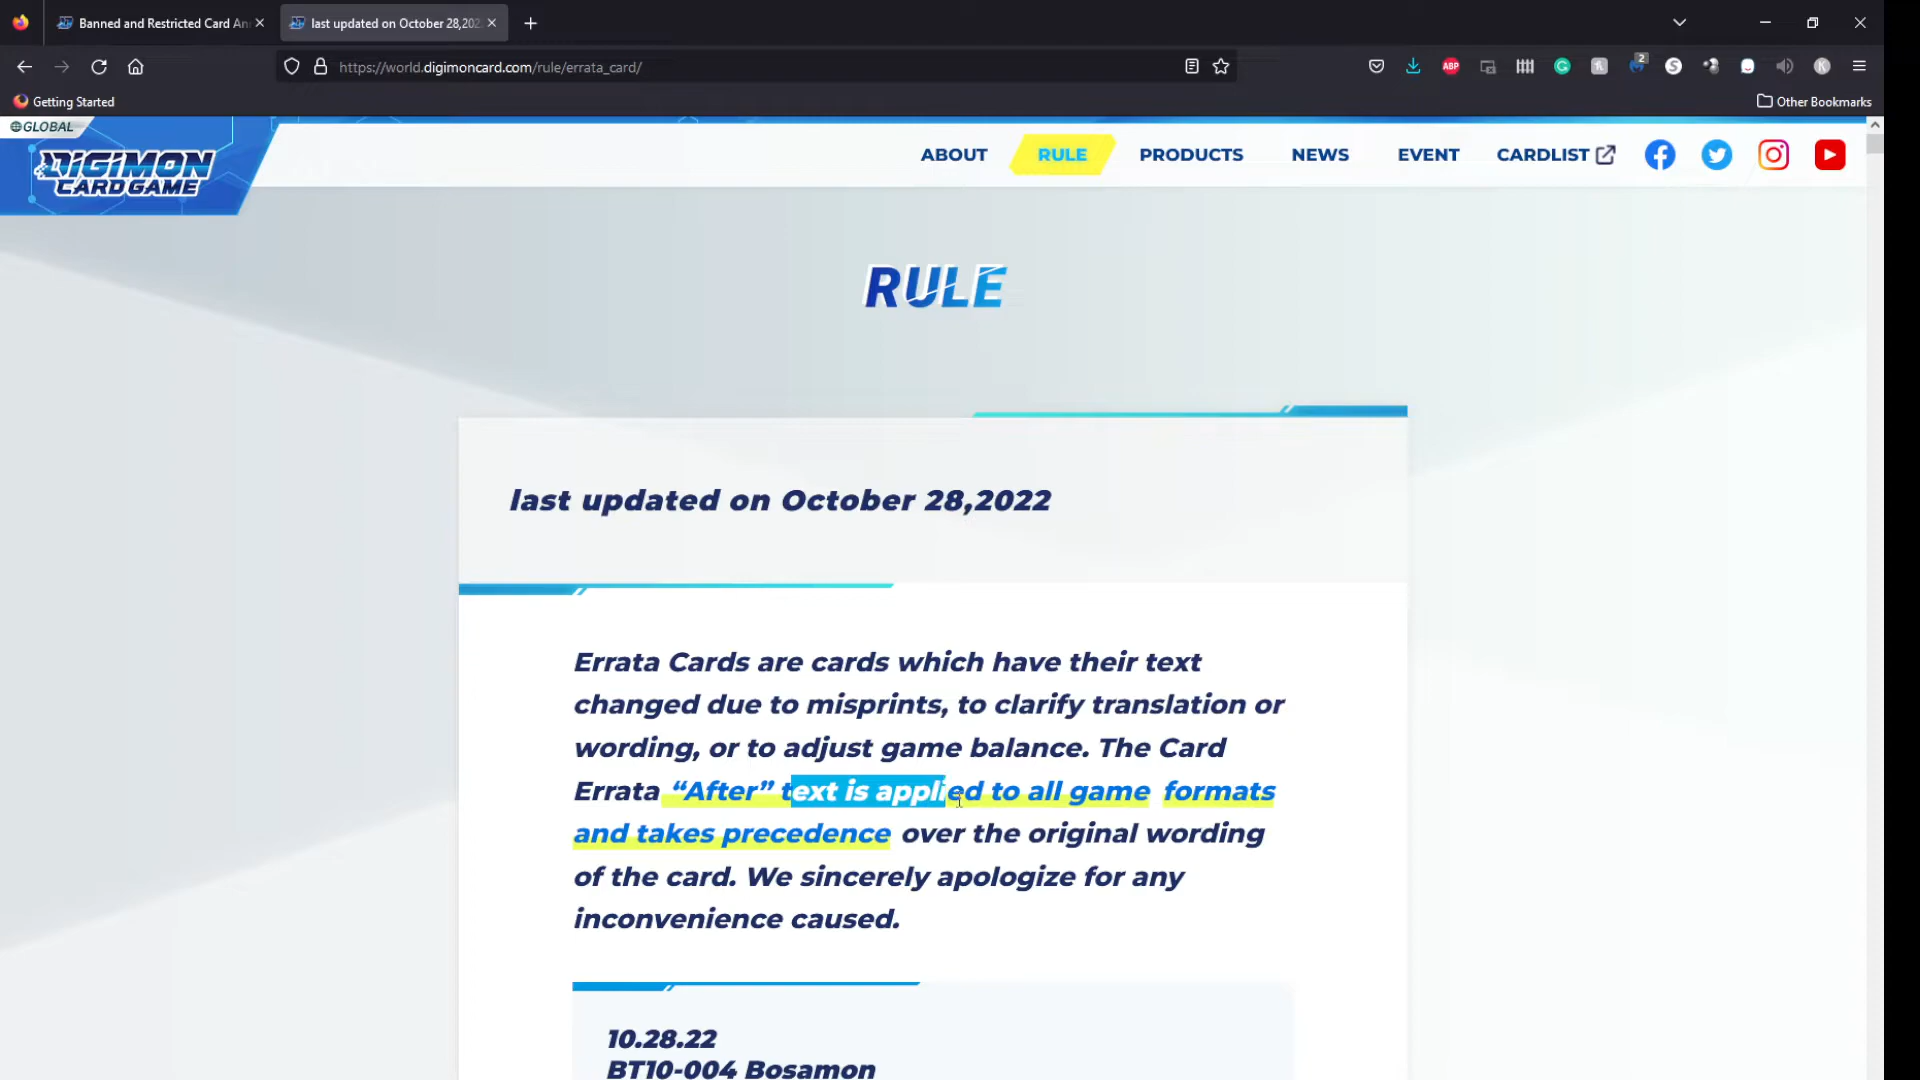 Banned and Restricted Card An
last updated on October 28,202
https://world.digimoncard.com/rule/errata_card/
ABP
2
Getting Started
Other Bookmarks
GLOBAL
DIGIMON
CARD GAME
ABOUT
RULE
PRODUCTS
NEWS
EVENT
CARDLIST
RULE
last updated on October 28,2022
Errata Cards are cards which have their text
changed due to misprints, to clarify translation or
wording, or to adjust game balance. The Card
Errata “After” text is applied to all game formats
and takes precedence over the original wording
of the card. We sincerely apologize for any
inconvenience caused.
10.28.22
BT10-004 Bosamon